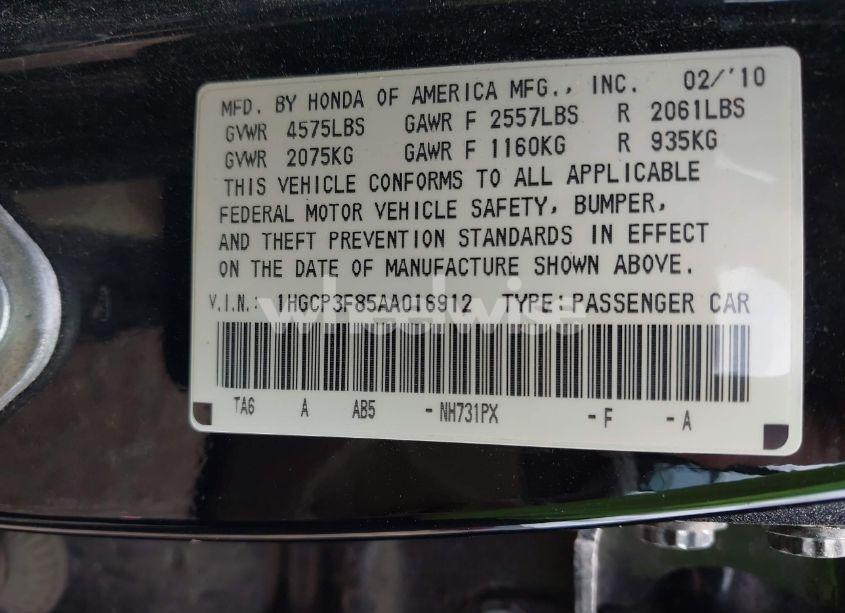 MFD. BY HONDA OF AMERICA MFG., INC. 02/'10
GVWR 4575LBS GAWR F 2557LBS R 2061LBS
GVWR 2075KG GAWR F 1160KG R 935KG
THIS VEHICLE CONFORMS TO ALL APPLICABLE
FEDERAL MOTOR VEHICLE SAFETY, BUMPER,
AND THEFT PREVENTION STANDARDS IN EFFECT
ON THE DATE OF MANUFACTURE SHOWN ABOVE.
V.I.N.: 1HGCP3F85AA016912 TYPE: PASSENGER CAR
wheelwise
TA6 A AB5 -NH731PX -F -A